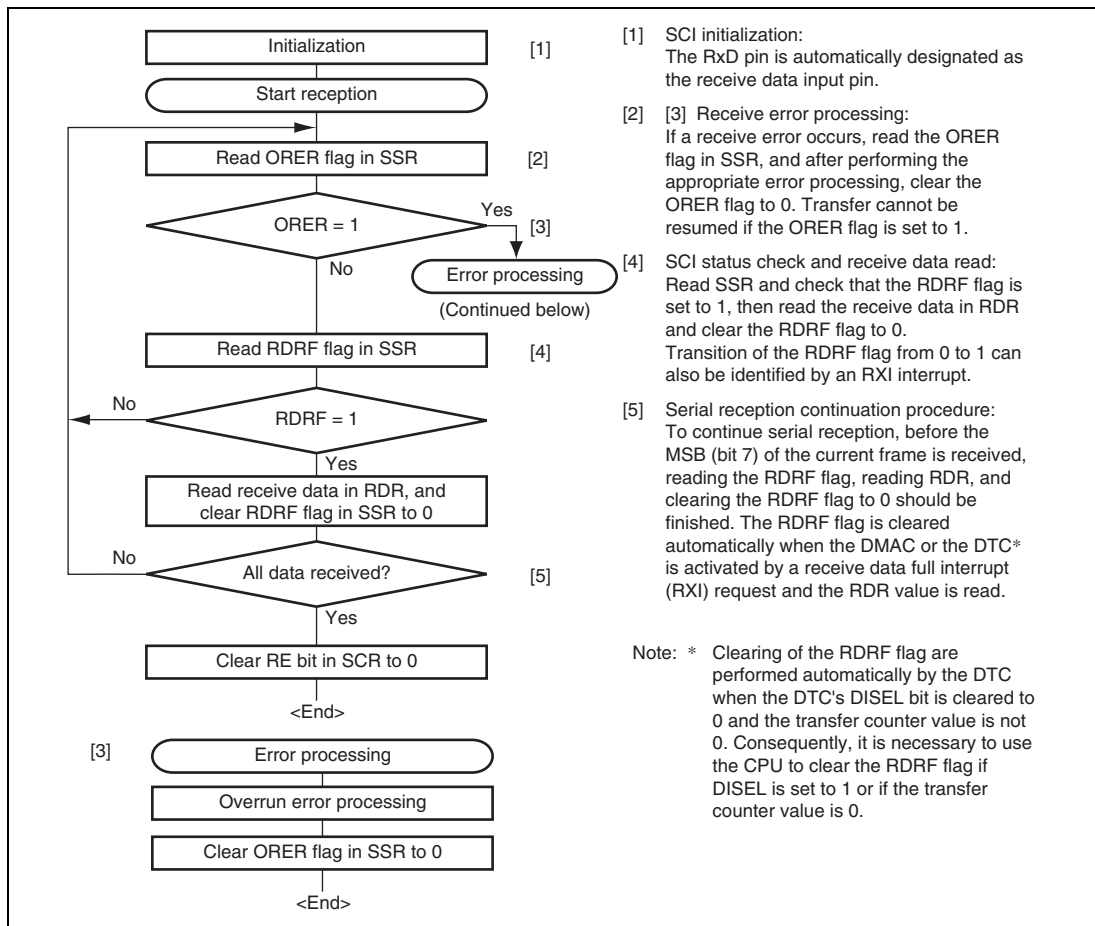 Initialization
[1]
Start reception
Read ORER flag in SSR
[2]
ORER = 1
Yes
[3]
No
Error processing
(Continued below)
Read RDRF flag in SSR
[4]
No
RDRF = 1
Yes
Read receive data in RDR, and
clear RDRF flag in SSR to 0
No
All data received?
[5]
Yes
Clear RE bit in SCR to 0
<End>
[3]
Error processing
Overrun error processing
Clear ORER flag in SSR to 0
<End>
[1] SCI initialization:
The RxD pin is automatically designated as
the receive data input pin.
[2] [3] Receive error processing:
If a receive error occurs, read the ORER
flag in SSR, and after performing the
appropriate error processing, clear the
ORER flag to 0. Transfer cannot be
resumed if the ORER flag is set to 1.
[4] SCI status check and receive data read:
Read SSR and check that the RDRF flag is
set to 1, then read the receive data in RDR
and clear the RDRF flag to 0.
Transition of the RDRF flag from 0 to 1 can
also be identified by an RXI interrupt.
[5] Serial reception continuation procedure:
To continue serial reception, before the
MSB (bit 7) of the current frame is received,
reading the RDRF flag, reading RDR, and
clearing the RDRF flag to 0 should be
finished. The RDRF flag is cleared
automatically when the DMAC or the DTC*
is activated by a receive data full interrupt
(RXI) request and the RDR value is read.
Note: * Clearing of the RDRF flag are
performed automatically by the DTC
when the DTC's DISEL bit is cleared to
0 and the transfer counter value is not
0. Consequently, it is necessary to use
the CPU to clear the RDRF flag if
DISEL is set to 1 or if the transfer
counter value is 0.